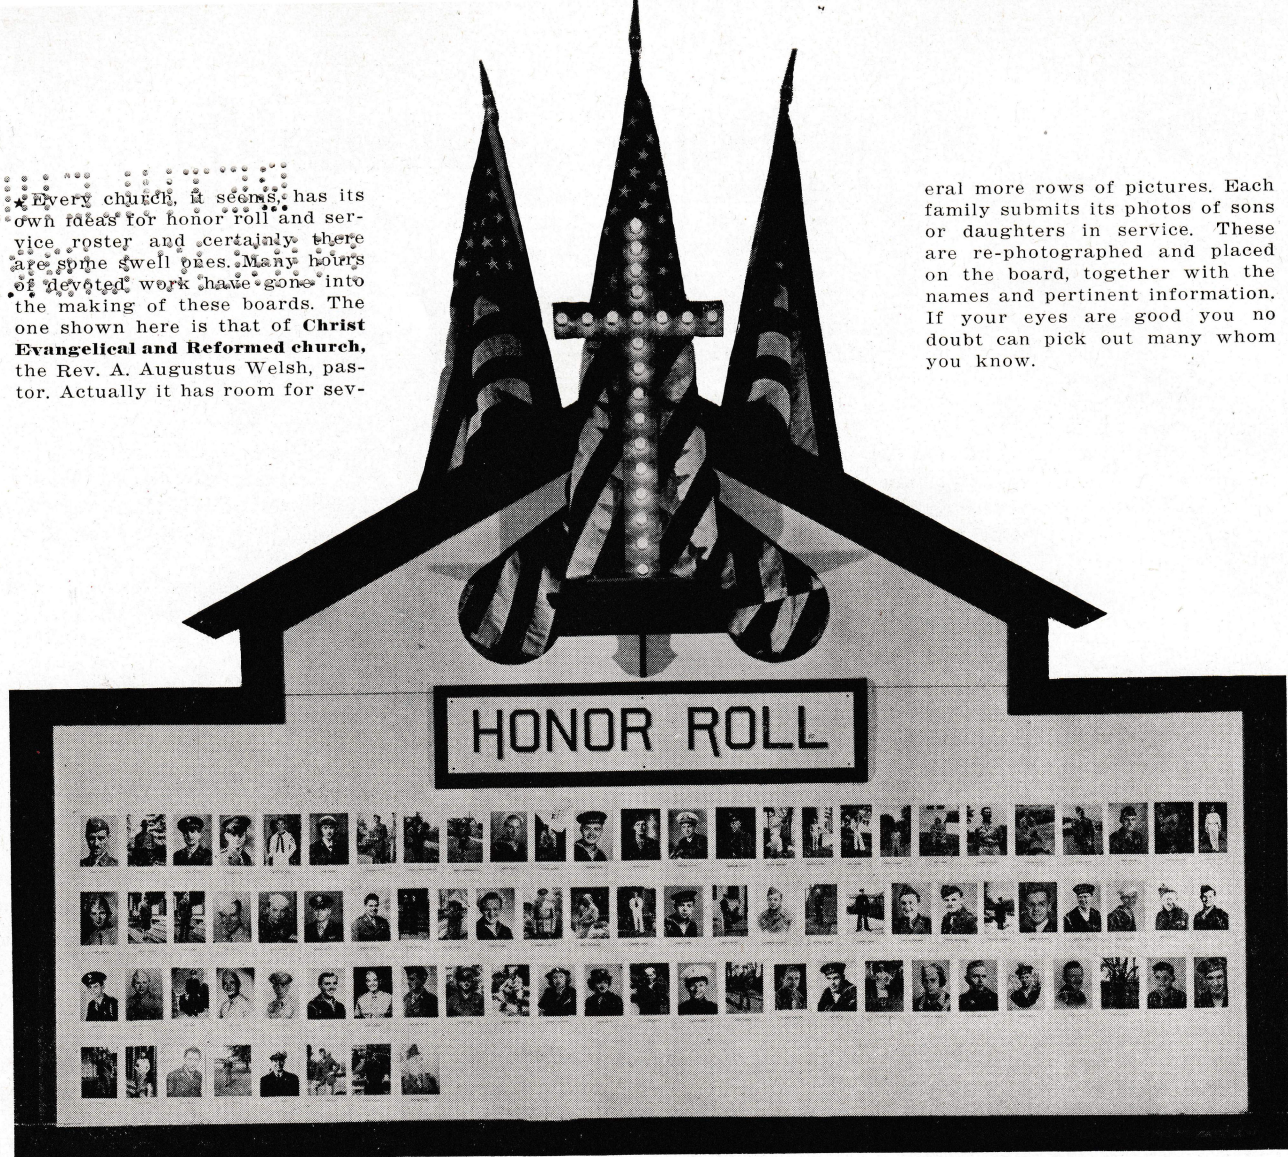 ★Every church, it seems, has its
own ideas for honor roll and ser-
vice roster and certainly there
are some swell ones. Many hours
of devoted work have gone into
the making of these boards. The
one shown here is that of Christ
Evangelical and Reformed church,
the Rev. A. Augustus Welsh, pas-
tor. Actually it has room for sev-
eral more rows of pictures. Each
family submits its photos of sons
or daughters in service. These
are re-photographed and placed
on the board, together with the
names and pertinent information.
If your eyes are good you no
doubt can pick out many whom
you know.
HONOR ROLL